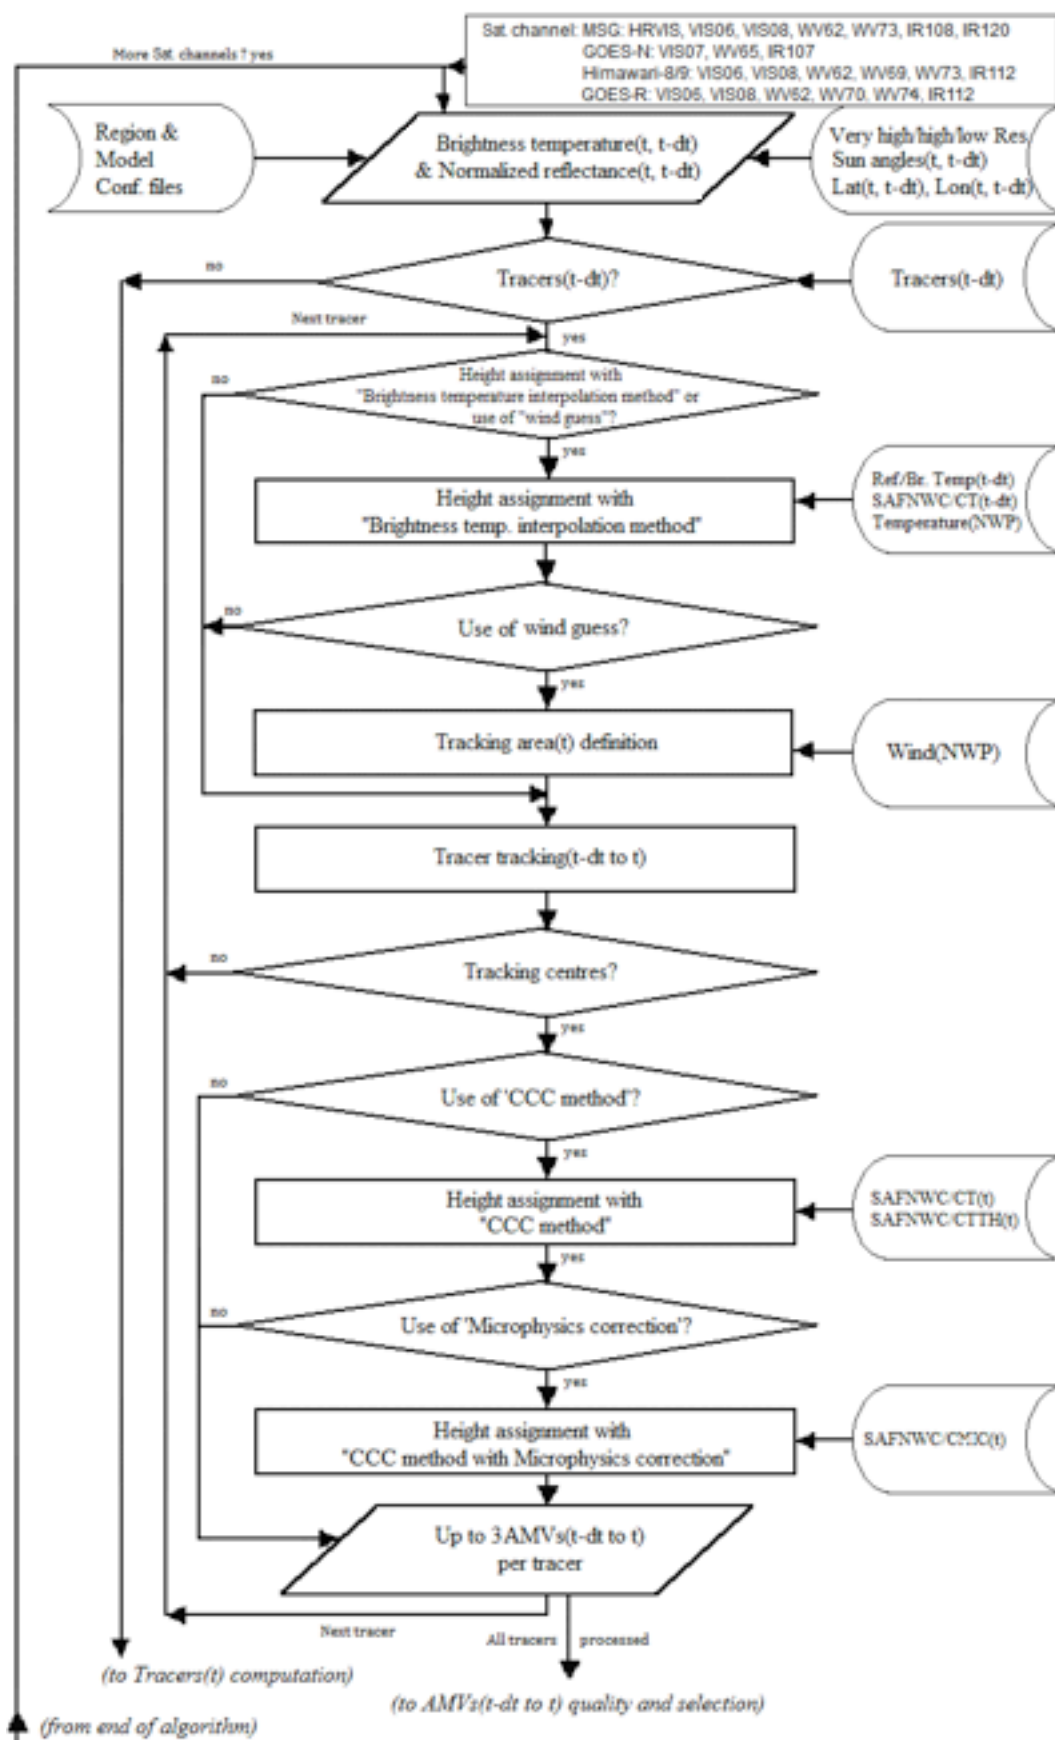 Sat. channel: MSG: HRVIS, VIS06, VIS08, WV62, WV73, IR108, IR120
GOES-N: VIS07, WV65, IR107
Himawari-8/9: VIS06, VIS08, WV62, WV69, WV73, IR112
GOES-R: VIS06, VIS08, WV62, WV70, WV74, IR112
More Sat. channels ? yes
Region &
Model
Conf. files
Brightness temperature(t, t-dt)
& Normalized reflectance(t, t-dt)
Very high/high/low Res
Sun angles(t, t-dt)
Lat(t, t-dt), Lon(t, t-dt)
no
Tracers(t-dt)?
Tracers(t-dt)
Next tracer
yes
no
Height assignment with
"Brightness temperature interpolation method" or
use of "wind guess"?
yes
Height assignment with
"Brightness temp. interpolation method"
Ref./Br. Temp(t-dt)
SAFNWC/CT(t-dt)
Temperature(NWP)
no
Use of wind guess?
yes
Tracking area(t) definition
Wind(NWP)
Tracer tracking(t-dt to t)
no
Tracking centres?
yes
no
Use of 'CCC method'?
yes
Height assignment with
"CCC method"
SAFNWC/CT(t)
SAFNWC/CTTH(t)
yes
no
Use of 'Microphysics correction'?
yes
Height assignment with
"CCC method with Microphysics correction"
SAFNWC/CMIC(t)
Up to 3AMVs(t-dt to t)
per tracer
Next tracer
All tracers processed
(to Tracers(t) computation)
(to AMVs(t-dt to t) quality and selection)
(from end of algorithm)